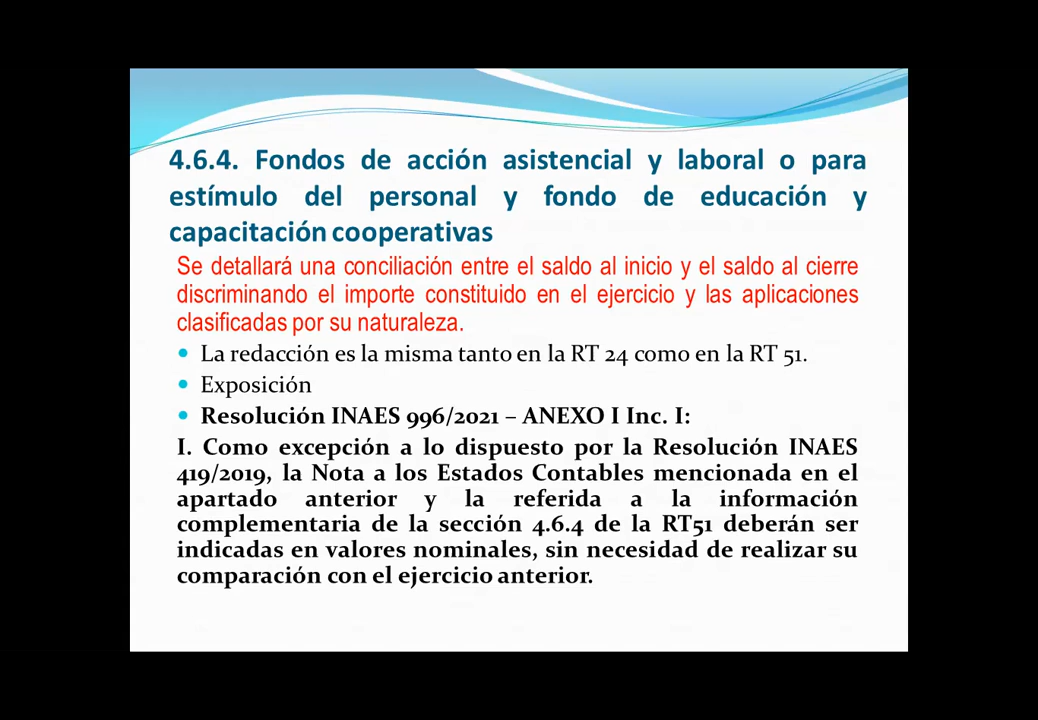 4.6.4. Fondos de acción asistencial y laboral o para
estímulo del personal y fondo de educación y
capacitación cooperativas
Se detallará una conciliación entre el saldo al inicio y el saldo al cierre
discriminando el importe constituido en el ejercicio y las aplicaciones
clasificadas por su naturaleza.
• La redacción es la misma tanto en la RT 24 como en la RT 51.
• Exposición
• Resolución INAES 996/2021 – ANEXO I Inc. I:
I. Como excepción a lo dispuesto por la Resolución INAES
419/2019, la Nota a los Estados Contables mencionada en el
apartado anterior y la referida a la información
complementaria de la sección 4.6.4 de la RT51 deberán ser
indicadas en valores nominales, sin necesidad de realizar su
comparación con el ejercicio anterior.